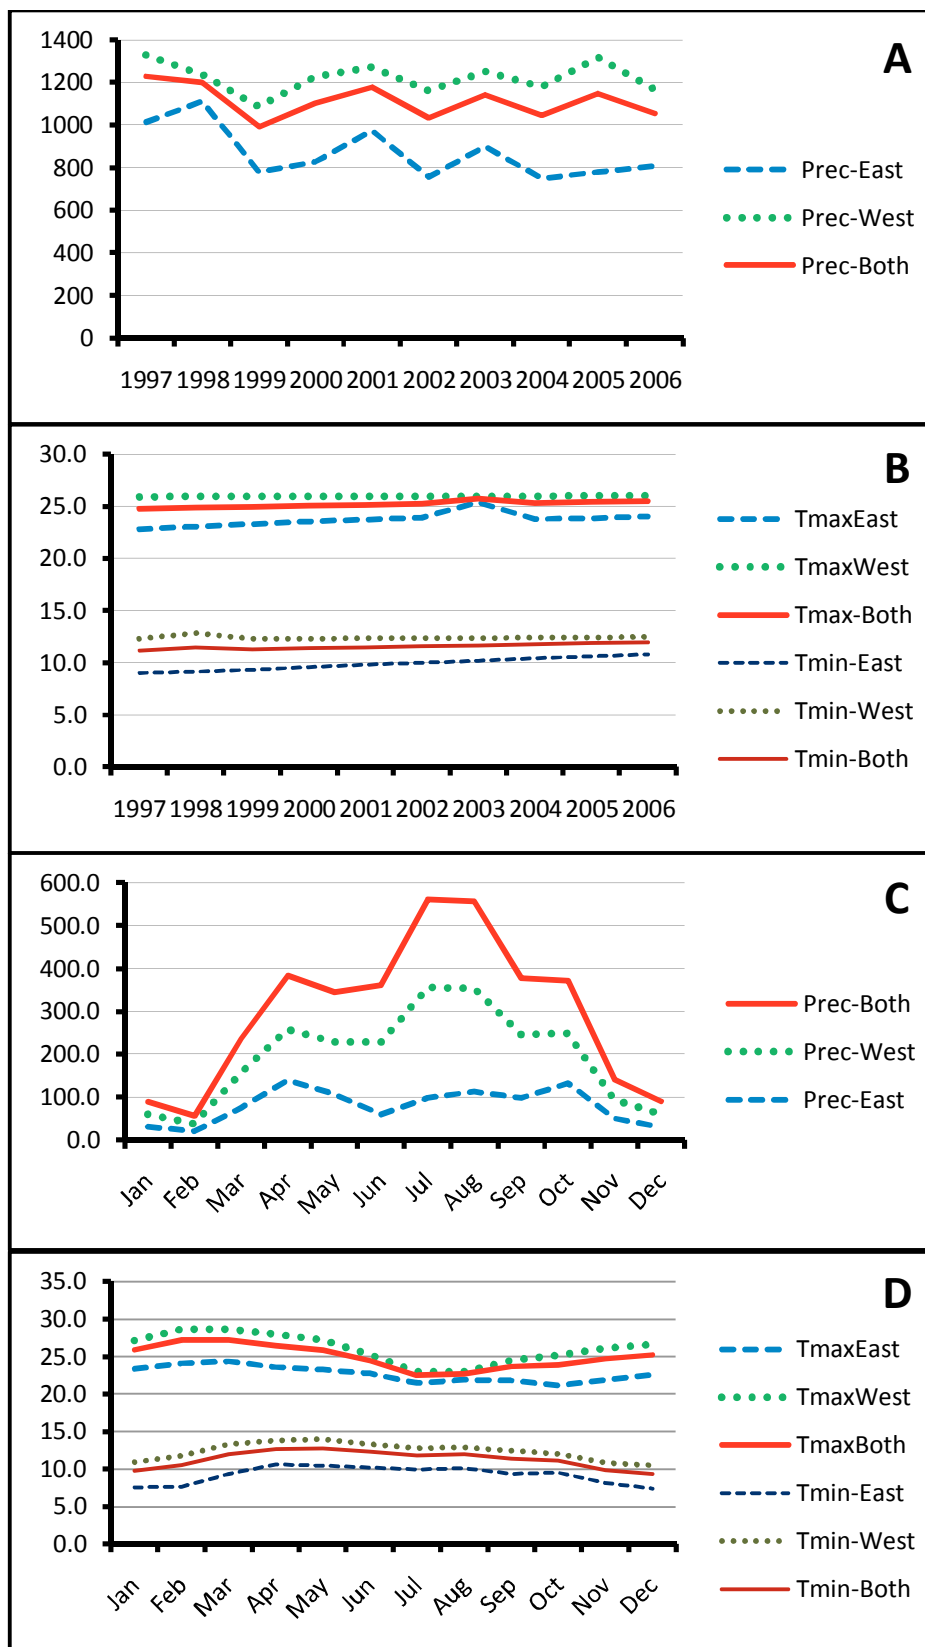 A
1400
1200
1000
800
600
400
200
0
1997 1998 1999 2000 2001 2002 2003 2004 2005 2006
Prec-East
Prec-West
Prec-Both
B
30.0
25.0
20.0
15.0
10.0
5.0
0.0
1997 1998 1999 2000 2001 2002 2003 2004 2005 2006
TmaxEast
TmaxWest
Tmax-Both
Tmin-East
Tmin-West
Tmin-Both
C
600.0
500.0
400.0
300.0
200.0
100.0
0.0
Jan Feb Mar Apr May Jun Jul Aug Sep Oct Nov Dec
Prec-Both
Prec-West
Prec-East
D
35.0
30.0
25.0
20.0
15.0
10.0
5.0
0.0
Jan Feb Mar Apr May Jun Jul Aug Sep Oct Nov Dec
TmaxEast
TmaxWest
TmaxBoth
Tmin-East
Tmin-West
Tmin-Both